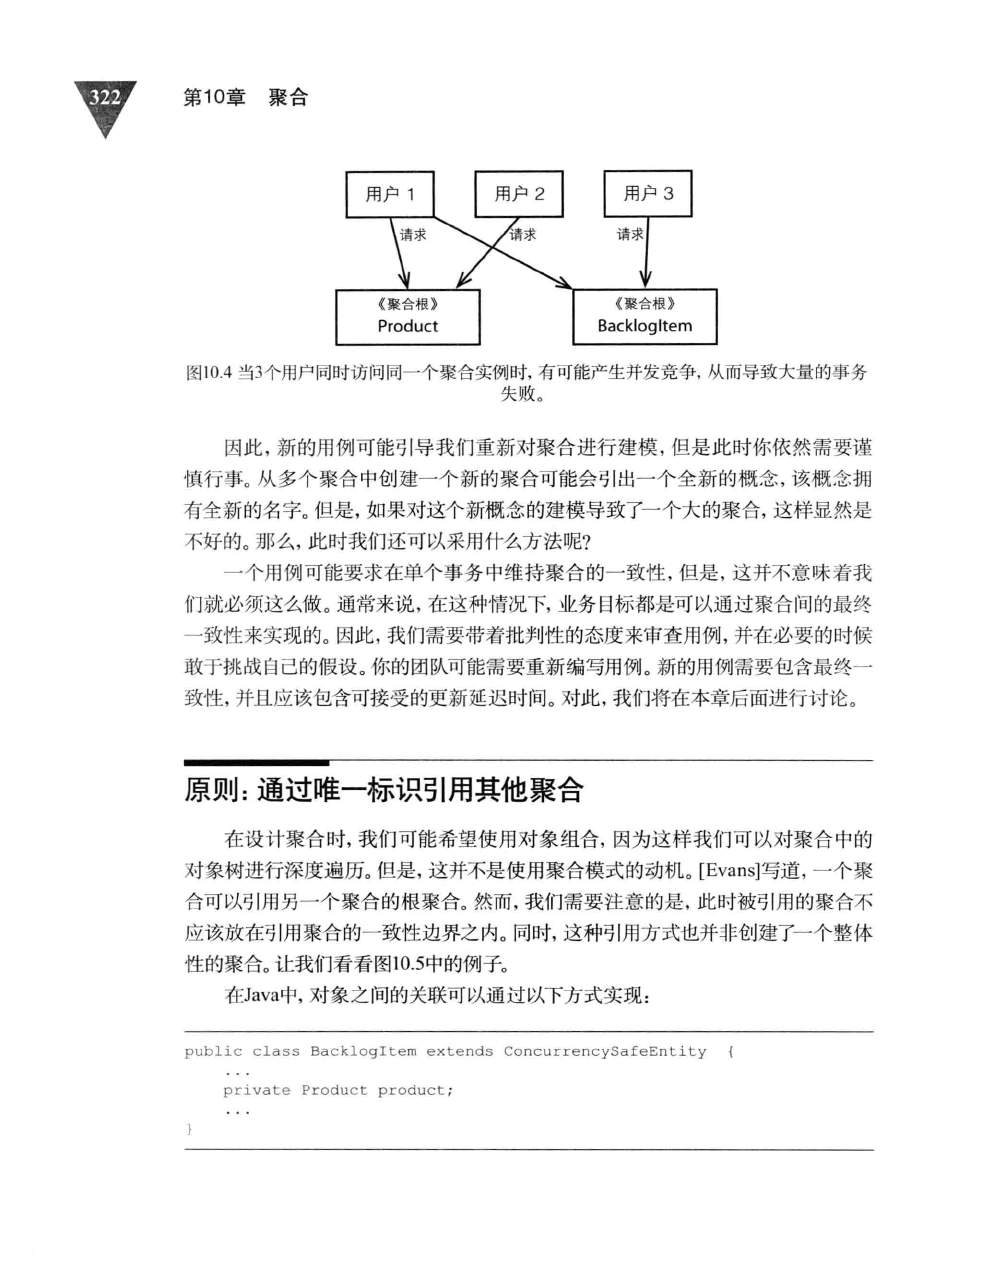 322
第10章 聚合
用户 1 用户 2 用户 3
请求 请求 请求
《聚合根》 《聚合根》
Product BacklogItem
图10.4 当3个用户同时访问同一个聚合实例时, 有可能产生并发竞争, 从而导致大量的事务
失败。
因此, 新的用例可能引导我们重新对聚合进行建模, 但是此时你依然需要谨
慎行事。从多个聚合中创建一个新的聚合可能会引出一个全新的概念, 该概念拥
有全新的名字。但是, 如果对这个新概念的建模导致了一个大的聚合, 这样显然是
不好的。那么, 此时我们还可以采用什么方法呢?
一个用例可能要求在单个事务中维持聚合的一致性, 但是, 这并不意味着我
们就必须这么做。通常来说, 在这种情况下, 业务目标都是可以通过聚合间的最终
一致性来实现的。因此, 我们需要带着批判性的态度来审查用例, 并在必要的时候
敢于挑战自己的假设。你的团队可能需要重新编写用例。新的用例需要包含最终一
致性, 并且应该包含可接受的更新延迟时间。对此, 我们将在本章后面进行讨论。
原则: 通过唯一标识引用其他聚合
在设计聚合时, 我们可能希望使用对象组合, 因为这样我们可以对聚合中的
对象树进行深度遍历。但是, 这并不是使用聚合模式的动机。[Evans]写道, 一个聚
合可以引用另一个聚合的根聚合。然而, 我们需要注意的是, 此时被引用的聚合不
应该放在引用聚合的一致性边界之内。同时, 这种引用方式也并非创建了一个整体
性的聚合。让我们看看图10.5中的例子。
在Java中, 对象之间的关联可以通过以下方式实现:
public class BacklogItem extends ConcurrencySafeEntity {
...
private Product product;
...
}